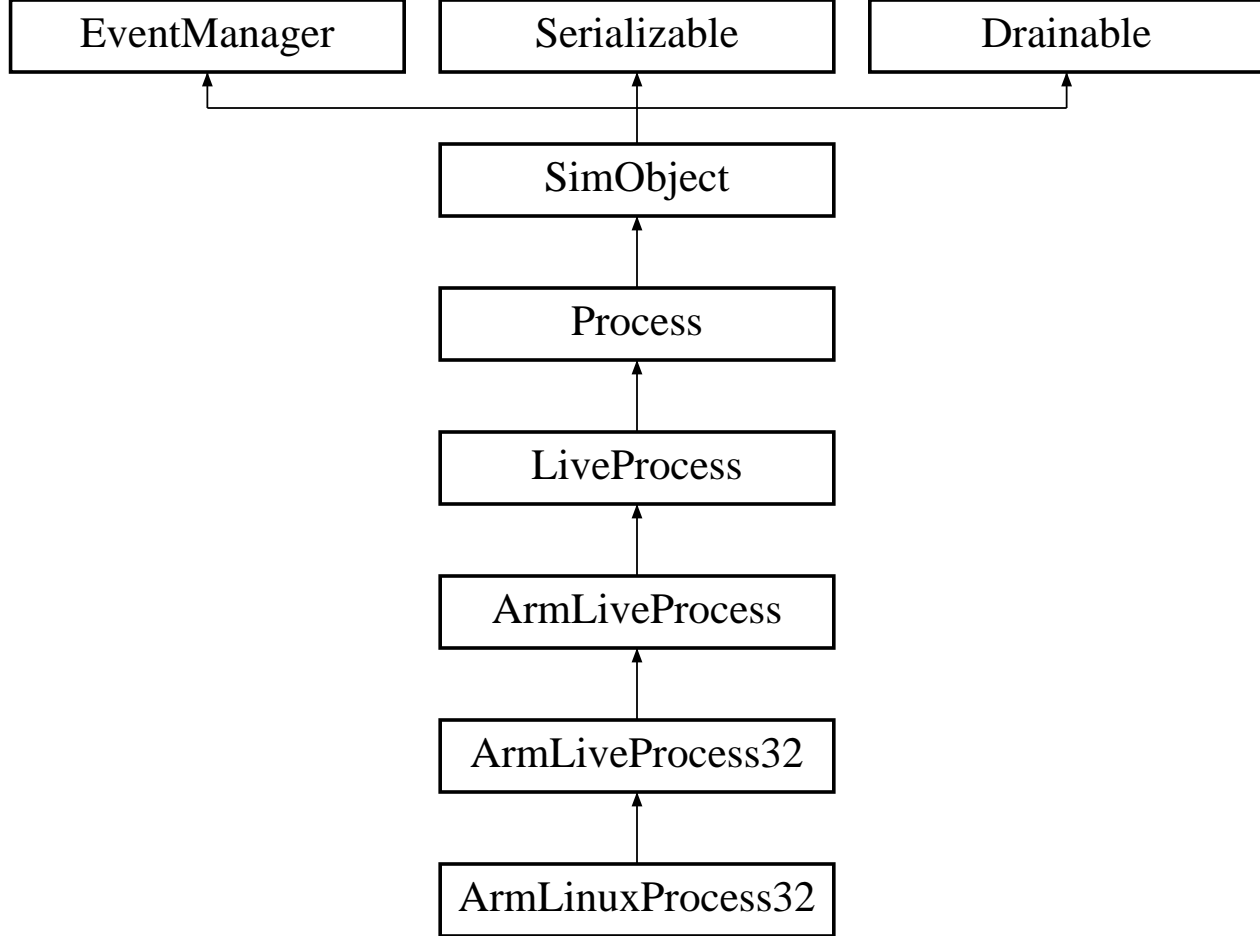 EventManager
Serializable
Drainable
SimObject
Process
LiveProcess
ArmLiveProcess
ArmLiveProcess32
ArmLinuxProcess32